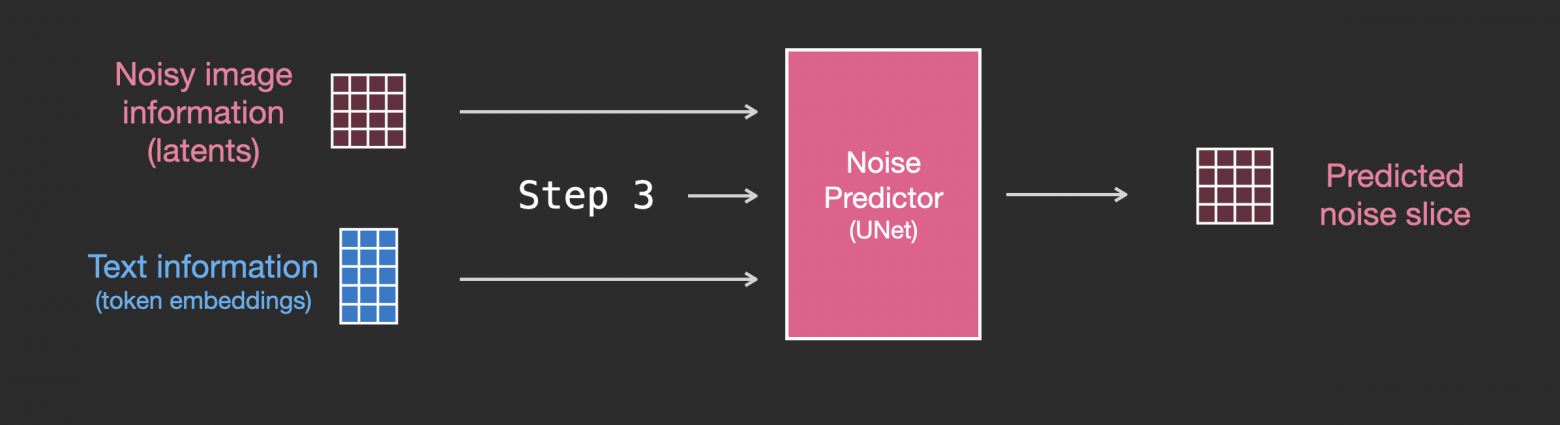 Noisy image
information
(latents)
Step 3
Text information
(token embeddings)
Noise
Predictor
(UNet)
Predicted
noise slice